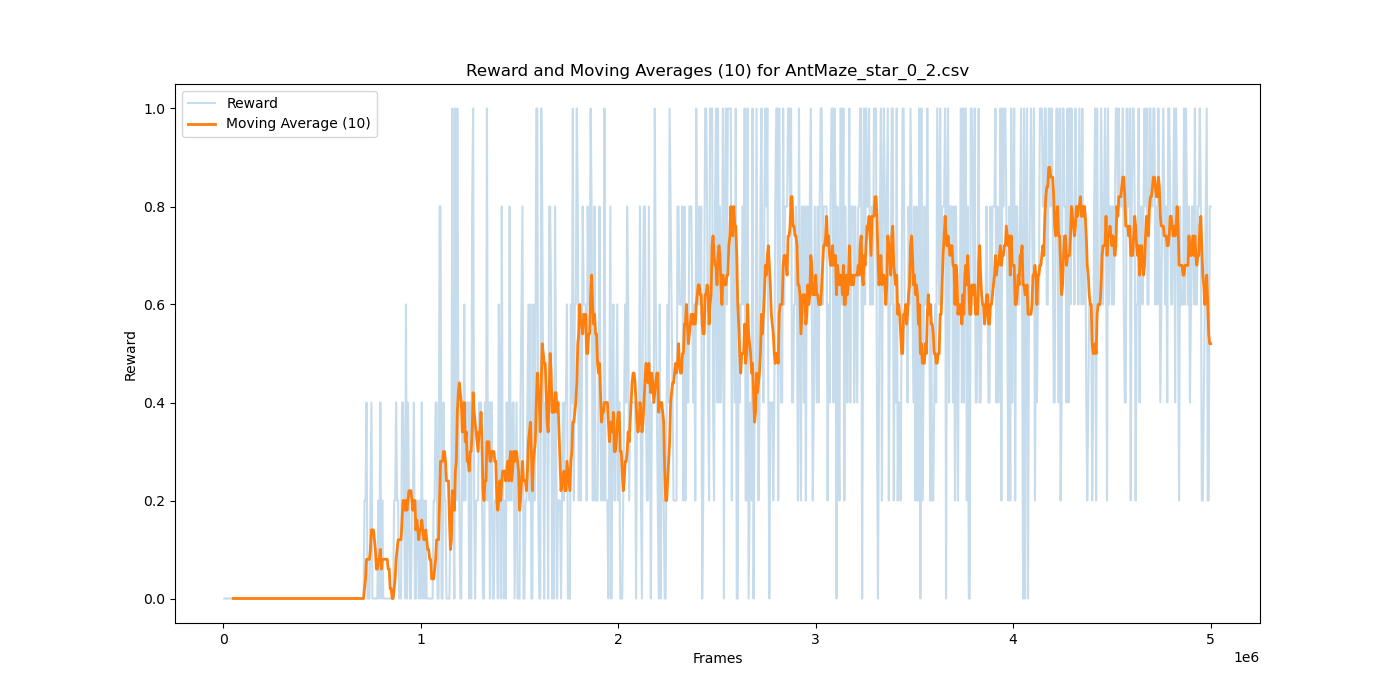 Reward and Moving Averages (10) for AntMaze_star_0_2.csv
Reward
Moving Average (10)
1.0
0.8
0.6
0.4
0.2
0.0
Reward
0 1 2 3 4 5
1e6
Frames